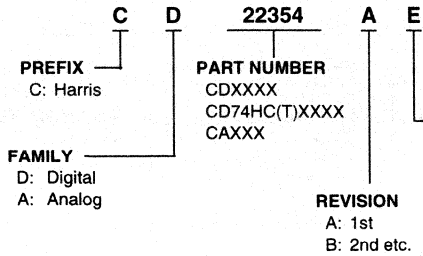 C D 22354 A E
PREFIX
C: Harris
PART NUMBER
CDXXXX
CD74HC(T)XXXX
CAXXX
FAMILY
D: Digital
A: Analog
REVISION
A: 1st
B: 2nd etc.